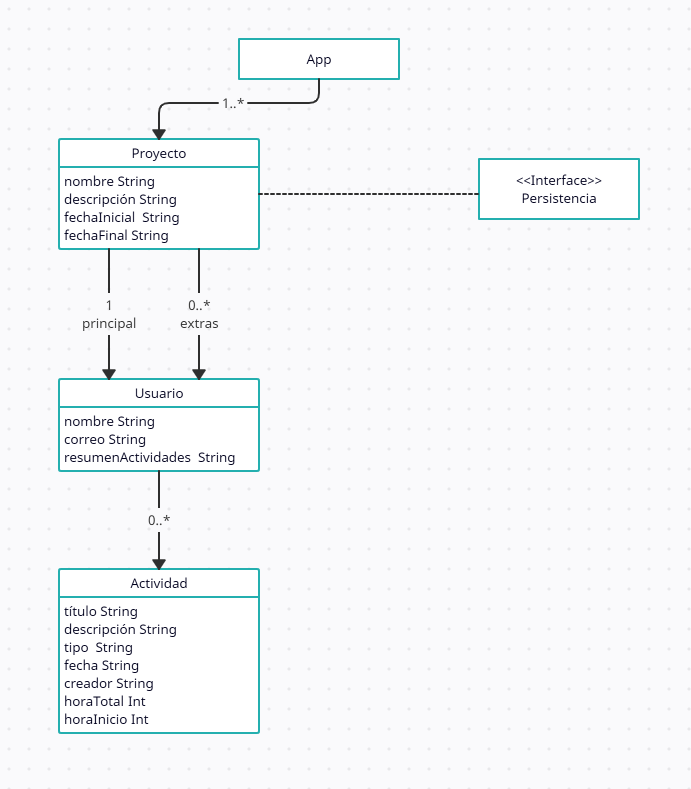 App
1..*
Proyecto
nombre String
descripción String
fechaInicial  String
fechaFinal String
<<Interface>>
Persistencia
1
principal
0..*
extras
Usuario
nombre String
correo String
resumenActividades  String
0..*
Actividad
título String
descripción String
tipo  String
fecha String
creador String
horaTotal Int
horaInicio Int